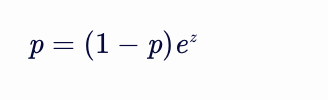 p = (1 − p)e^z